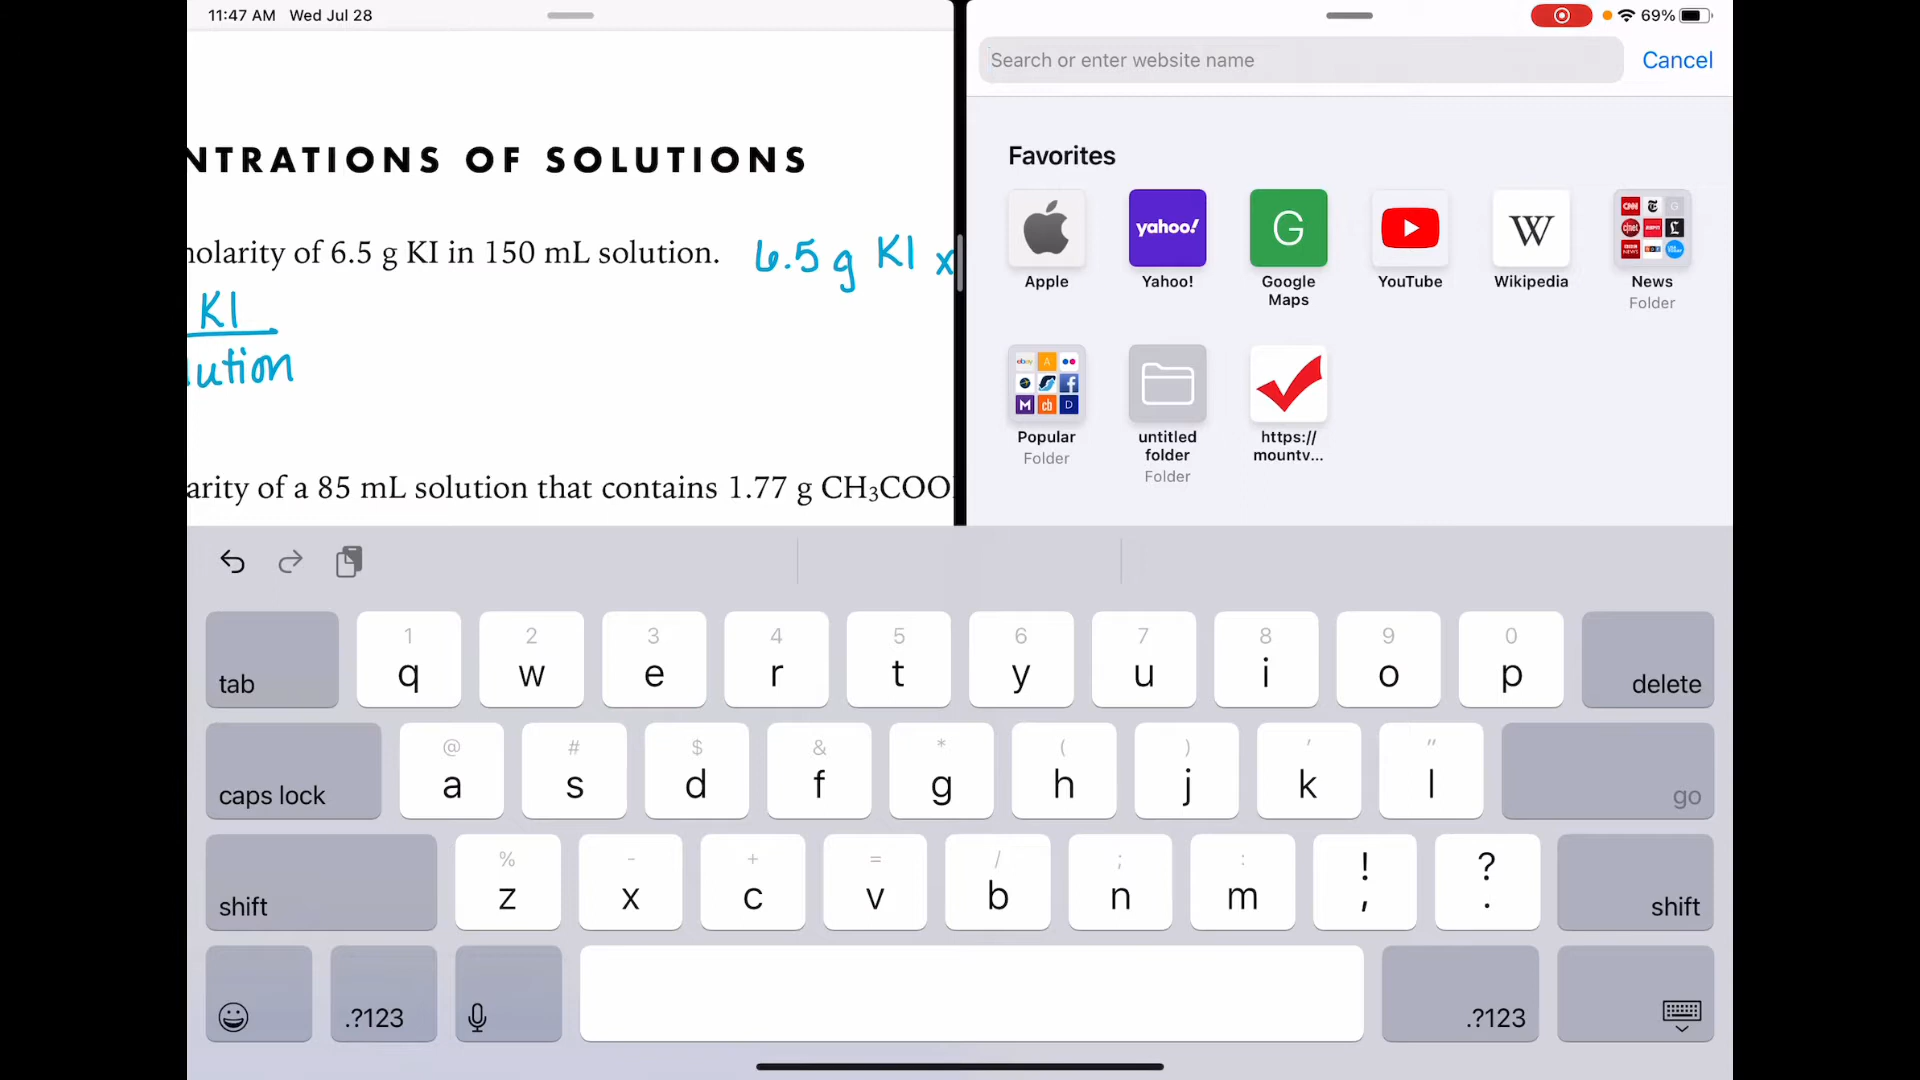 11:47 AM Wed Jul 28
69%
NTRATIONS OF SOLUTIONS
olarity of 6.5 g KI in 150 mL solution. 6.5 g KI x
KI
lution
arity of a 85 mL solution that contains 1.77 g CH₃COO
Search or enter website name
Cancel
Favorites
yahoo!
G
W
Apple
Yahoo!
Google
Maps
YouTube
Wikipedia
News
Folder
Popular
Folder
untitled
folder
Folder
https://
mountv...
1 2 3 4 5 6 7 8 9 0
tab q w e r t y u i o p delete
@ # $ & * ( ) ' "
caps lock a s d f g h j k l go
% - + = / ; : ! ?
shift z x c v b n m , . shift
.?123 .?123